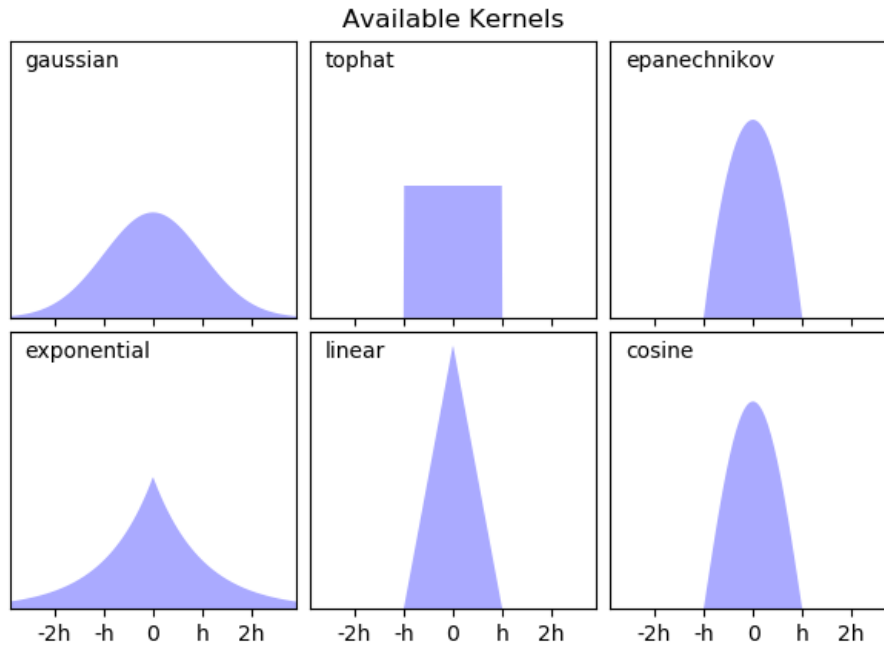 Available Kernels
gaussian
tophat
epanechnikov
exponential
linear
cosine
-2h -h 0 h 2h
-2h -h 0 h 2h
-2h -h 0 h 2h